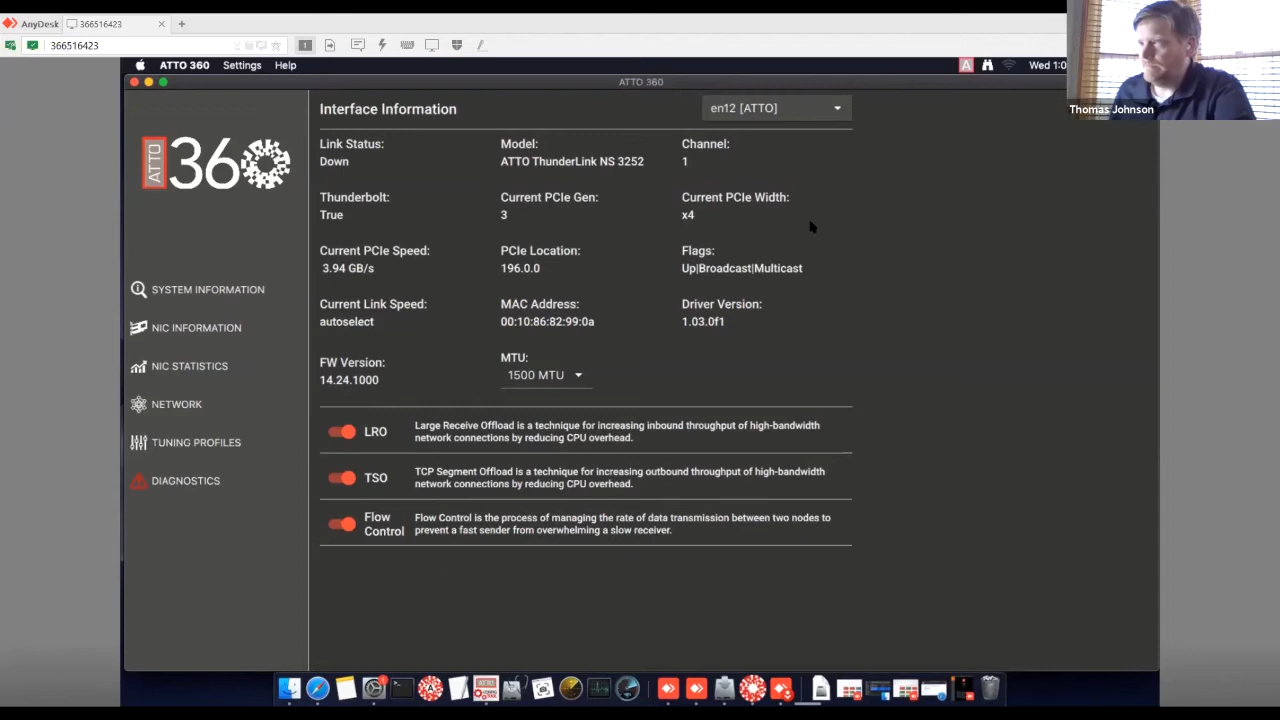 AnyDesk
366516423
366516423
1
Thomas Johnson
ATTO 360
Settings
Help
A
Wed 1:0
ATTO 360
ATTO
360
SYSTEM INFORMATION
NIC INFORMATION
NIC STATISTICS
NETWORK
TUNING PROFILES
DIAGNOSTICS
Interface Information
en12 [ATTO]
Link Status:
Down
Model:
ATTO ThunderLink NS 3252
Channel:
1
Thunderbolt:
True
Current PCIe Gen:
3
Current PCIe Width:
x4
Current PCIe Speed:
3.94 GB/s
PCIe Location:
196.0.0
Flags:
Up|Broadcast|Multicast
Current Link Speed:
autoselect
MAC Address:
00:10:86:82:99:0a
Driver Version:
1.03.0f1
FW Version:
14.24.1000
MTU:
1500 MTU
LRO
Large Receive Offload is a technique for increasing inbound throughput of high-bandwidth
network connections by reducing CPU overhead.
TSO
TCP Segment Offload is a technique for increasing outbound throughput of high-bandwidth
network connections by reducing CPU overhead.
Flow
Control
Flow Control is the process of managing the rate of data transmission between two nodes to
prevent a fast sender from overwhelming a slow receiver.